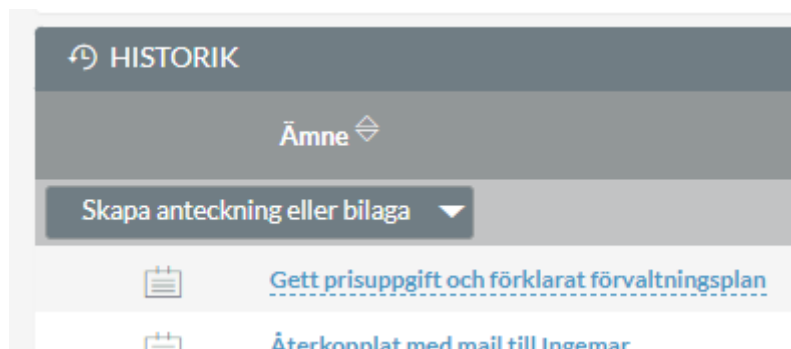 HISTORIK
Ämne
Skapa anteckning eller bilaga
Gett prisuppgift och förklarat förvaltningsplan
Återkopplat med mail till Ingemar